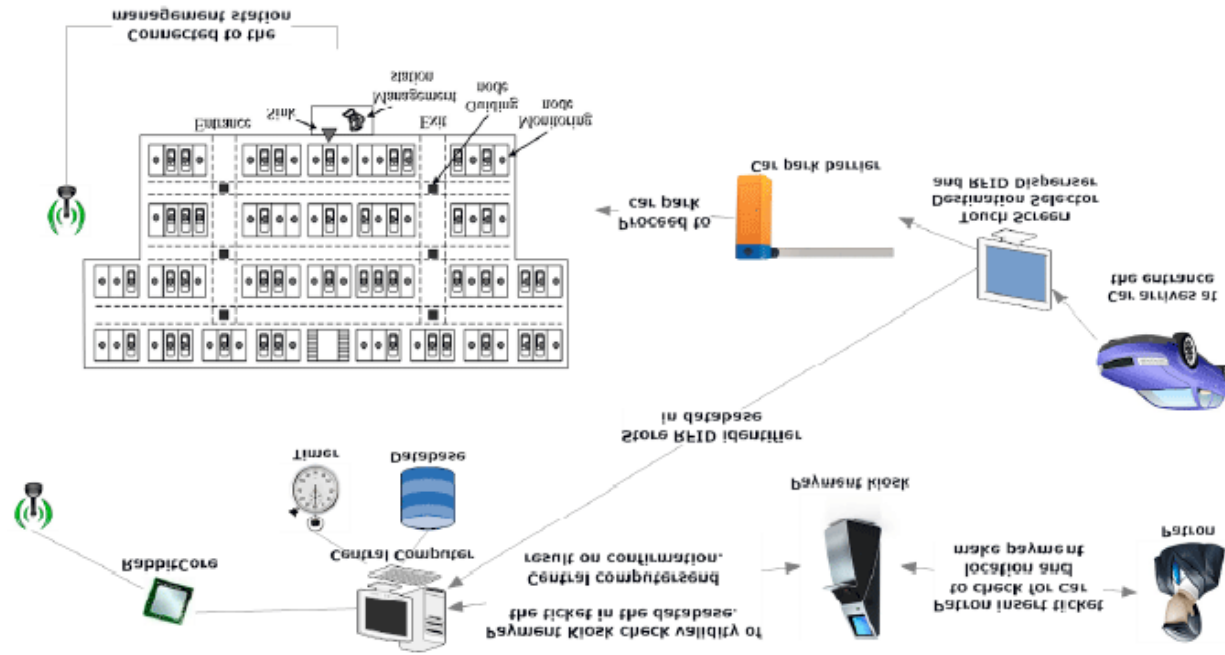 Payment Kiosk check validity of
the ticket in the database.
Central computersend
result on confirmation.
Patron insert ticket
to check for car
location and
make payment
Patron
RabbitCore
Central Computer
Payment kiosk
Timer
Database
Store RFID identifier
in database
Car arrives at
the entrance
Touch Screen
Destination Selector
and RFID Dispenser
Proceed to
car park
Car park barrier
Entrance
Sink
Management
station
Exit
Guiding
node
Monitoring
node
Connected to the
management station